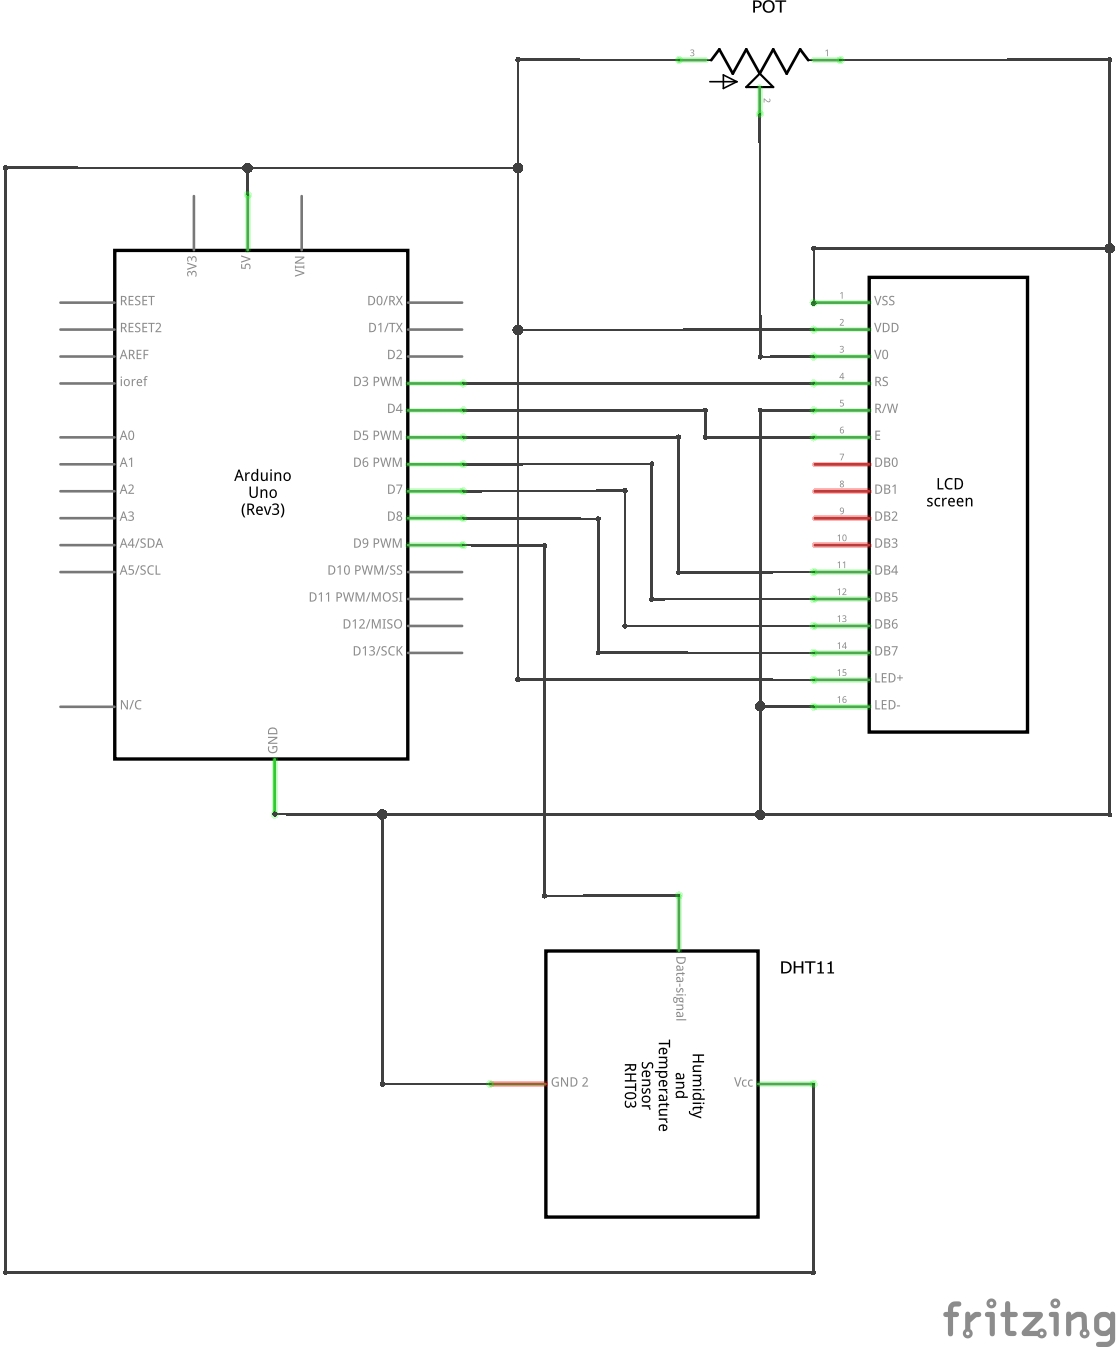 POT
3
1
2
3V3
5V
VIN
RESET
RESET2
AREF
ioref
A0
A1
A2
A3
A4/SDA
A5/SCL
N/C
Arduino
Uno
(Rev3)
D0/RX
D1/TX
D2
D3 PWM
D4
D5 PWM
D6 PWM
D7
D8
D9 PWM
D10 PWM/SS
D11 PWM/MOSI
D12/MISO
D13/SCK
GND
1 VSS
2 VDD
3 V0
4 RS
5 R/W
6 E
7 DB0
8 DB1
9 DB2
10 DB3
11 DB4
12 DB5
13 DB6
14 DB7
15 LED+
16 LED-
LCD
screen
DHT11
Data-signal
GND 2
Vcc
Humidity
and
Temperature
Sensor
RHT03
fritzing